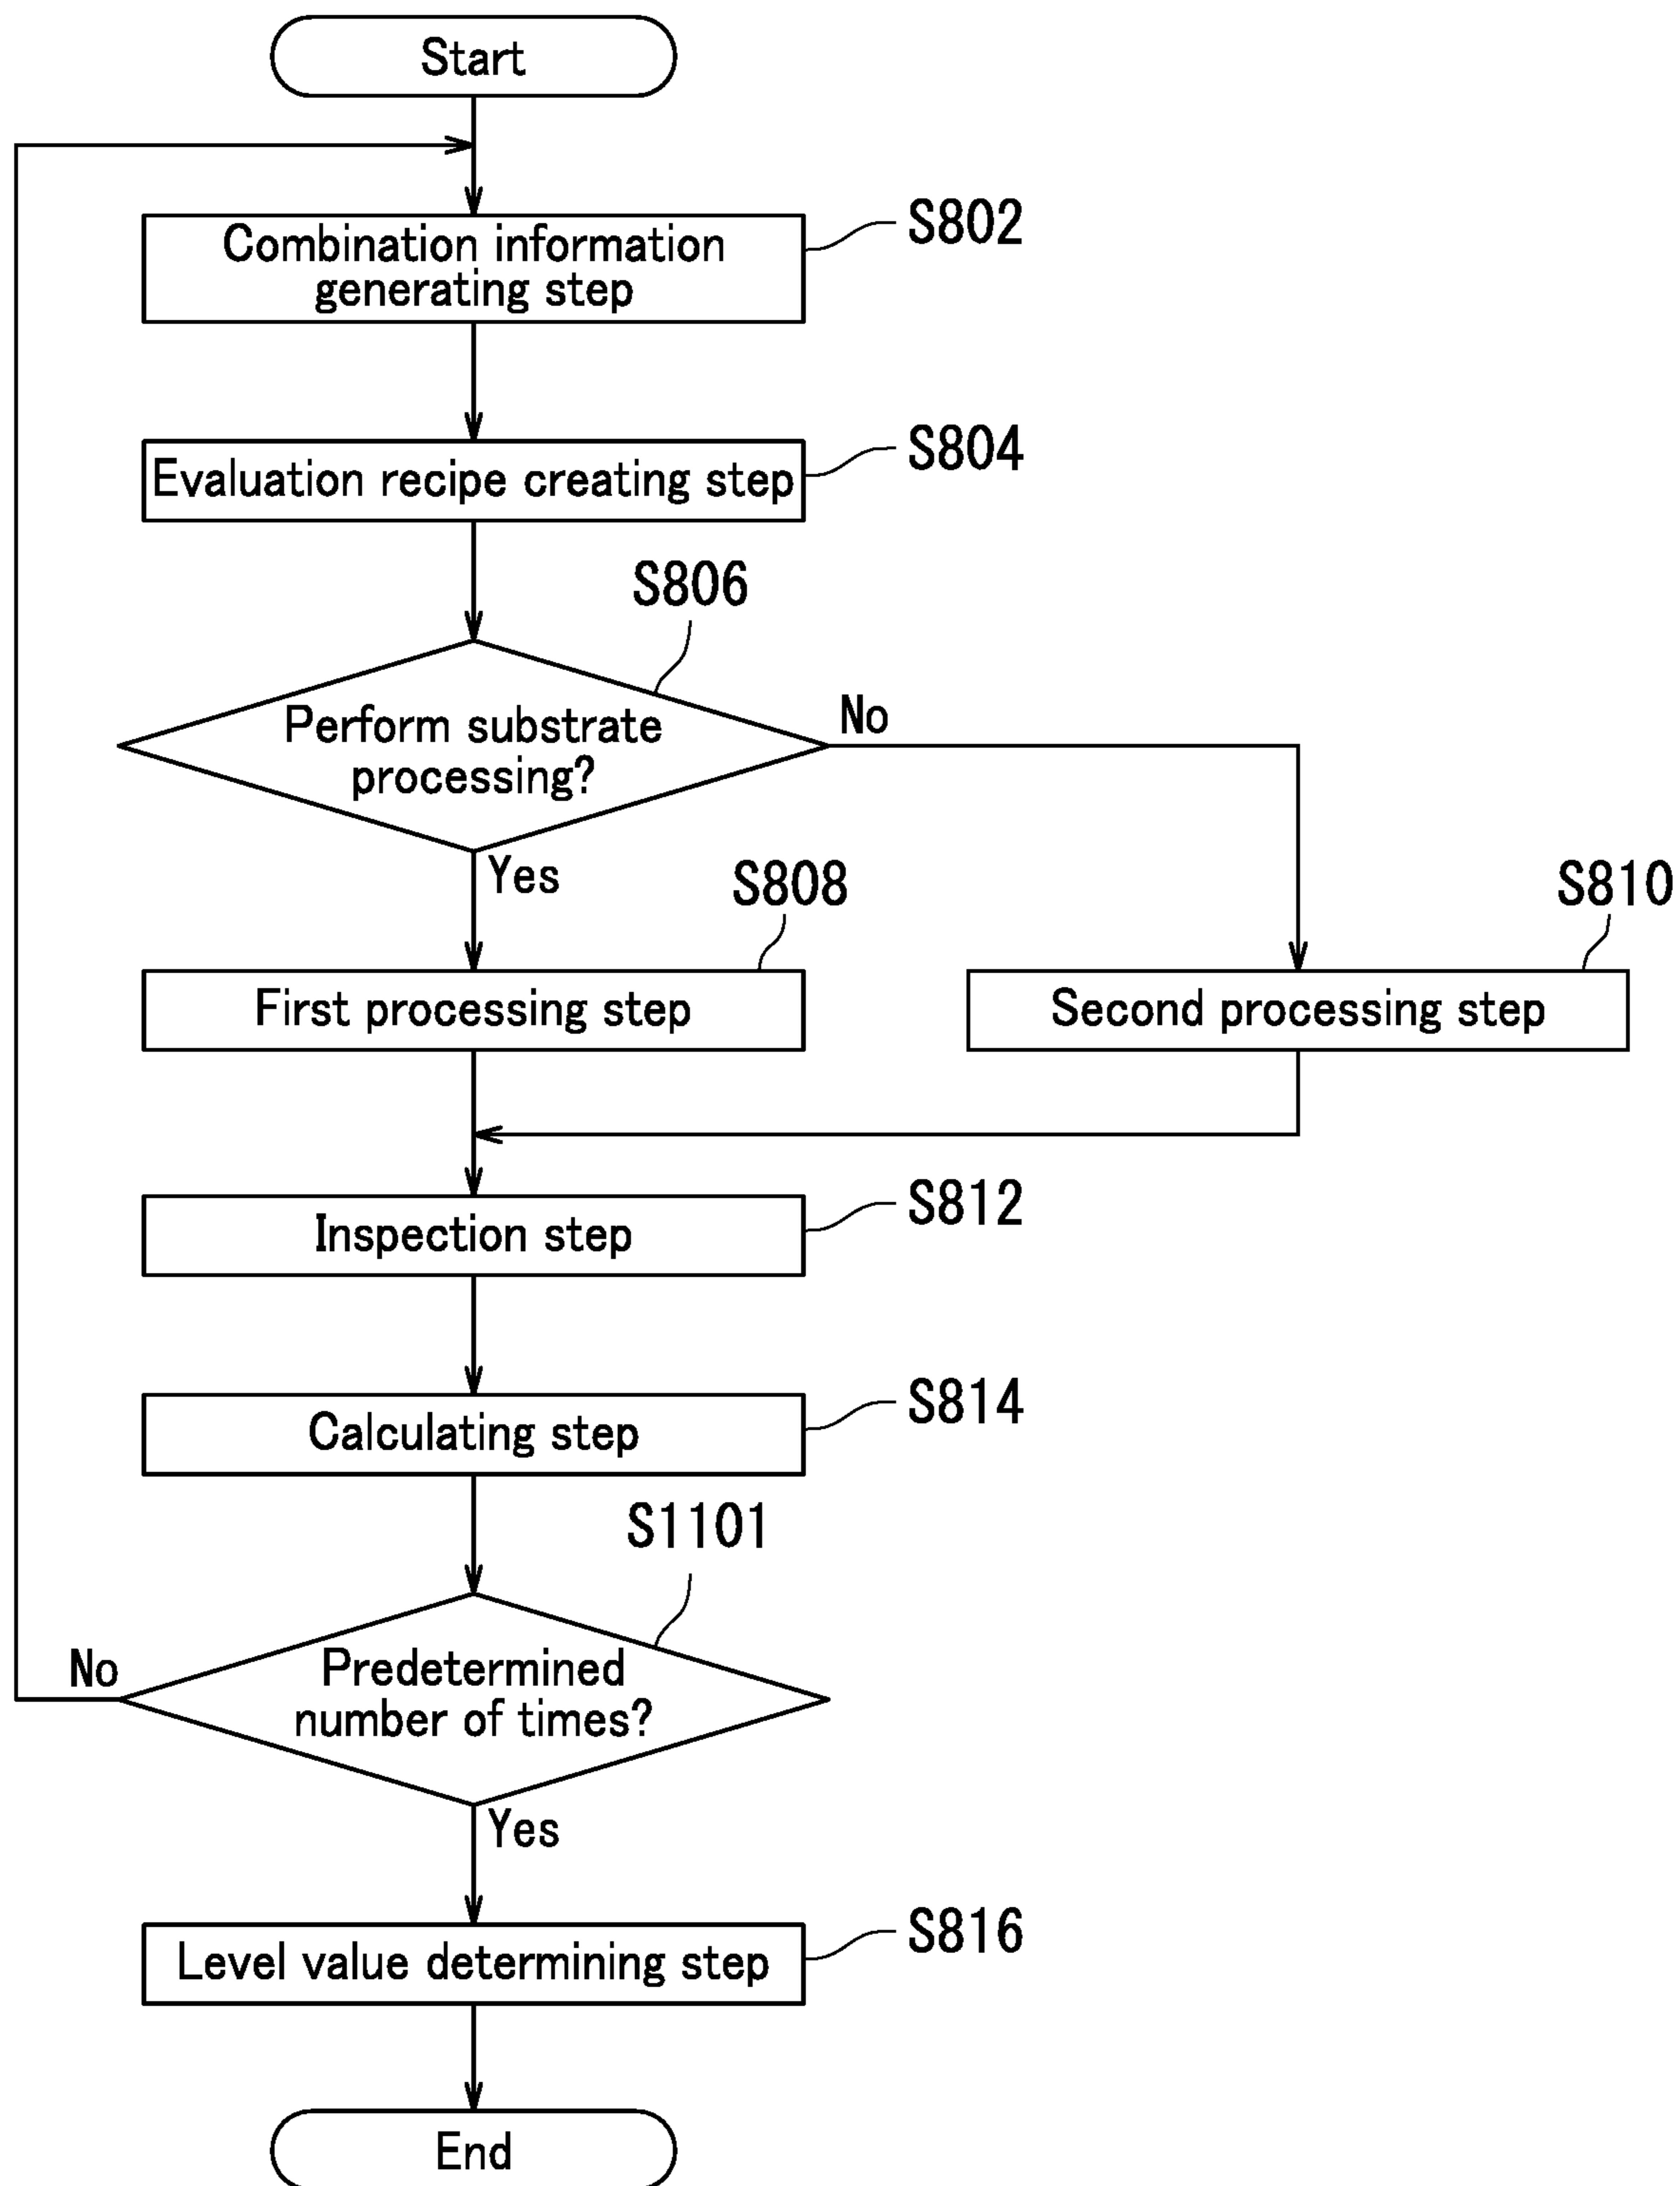 Start
Combination information
generating step
S802
Evaluation recipe creating step
S804
S806
Perform substrate
processing?
No
Yes
S808
First processing step
S810
Second processing step
S812
Inspection step
S814
Calculating step
S1101
Predetermined
number of times?
No
Yes
S816
Level value determining step
End